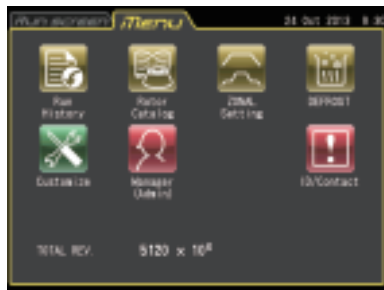 Run screen Menu 24 Oct 2013
Run History
Rotor Catalog
ZONAL Setting
DEFROST
Customize
Manager (Admin)
ID/Contact
TOTAL REV. 5120 x 10⁶